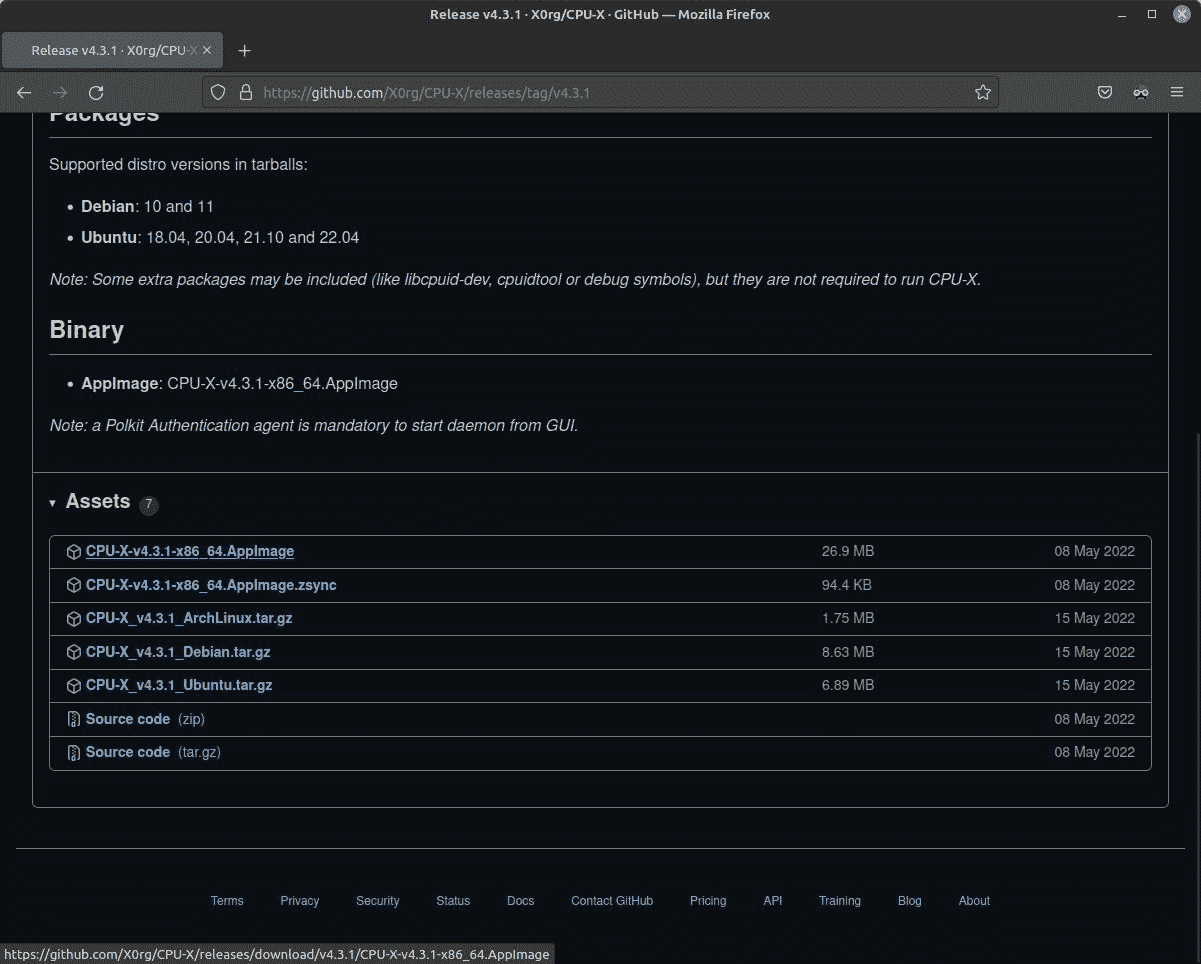 Release v4.3.1 · X0rg/CPU-X · GitHub — Mozilla Firefox
Release v4.3.1 · X0rg/CPU-X
https://github.com/X0rg/CPU-X/releases/tag/v4.3.1
Packages
Supported distro versions in tarballs:
• Debian: 10 and 11
• Ubuntu: 18.04, 20.04, 21.10 and 22.04
Note: Some extra packages may be included (like libcpuid-dev, cpuidtool or debug symbols), but they are not required to run CPU-X.
Binary
• AppImage: CPU-X-v4.3.1-x86_64.AppImage
Note: a Polkit Authentication agent is mandatory to start daemon from GUI.
Assets 7
CPU-X-v4.3.1-x86_64.AppImage 26.9 MB 08 May 2022
CPU-X-v4.3.1-x86_64.AppImage.zsync 94.4 KB 08 May 2022
CPU-X_v4.3.1_ArchLinux.tar.gz 1.75 MB 15 May 2022
CPU-X_v4.3.1_Debian.tar.gz 8.63 MB 15 May 2022
CPU-X_v4.3.1_Ubuntu.tar.gz 6.89 MB 15 May 2022
Source code (zip) 08 May 2022
Source code (tar.gz) 08 May 2022
Terms Privacy Security Status Docs Contact GitHub Pricing API Training Blog About
https://github.com/X0rg/CPU-X/releases/download/v4.3.1/CPU-X-v4.3.1-x86_64.AppImage